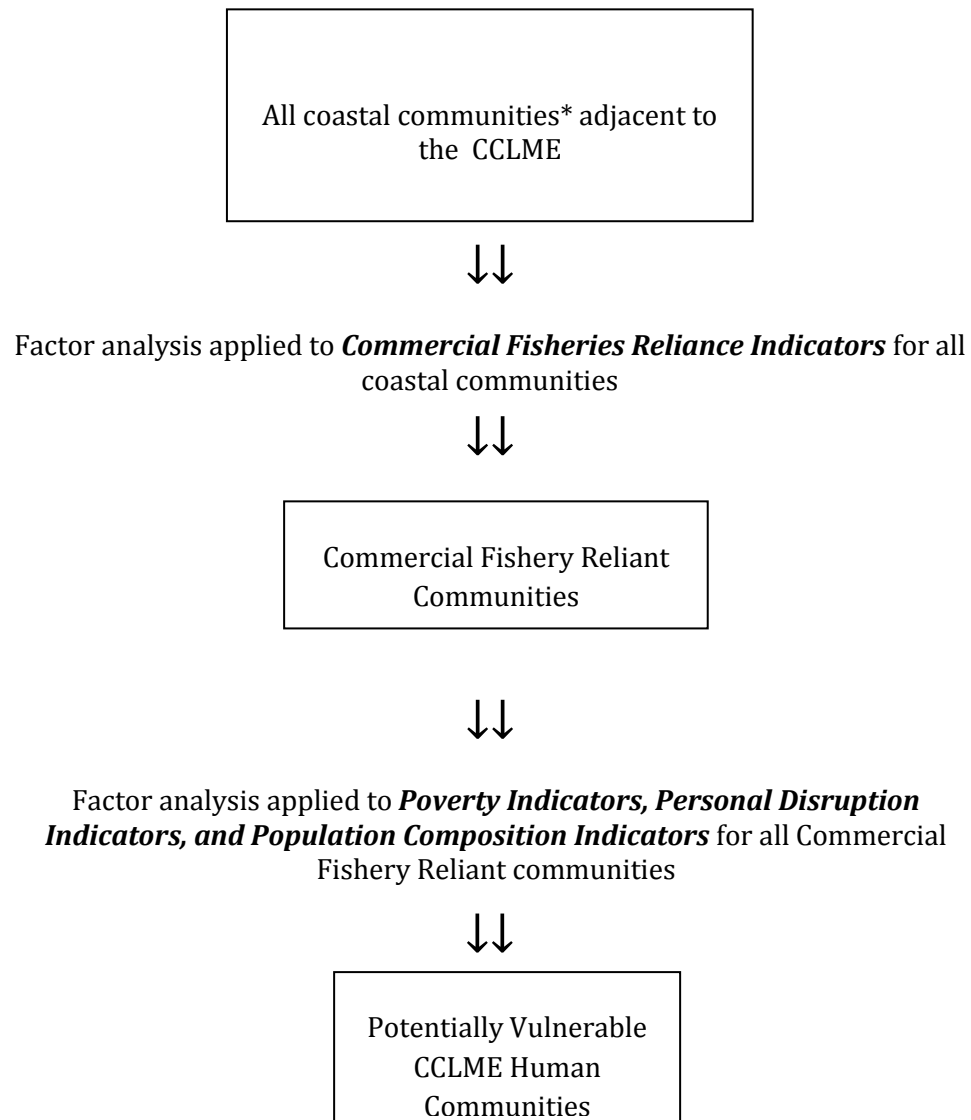 All coastal communities* adjacent to
the CCLME
↓↓
Factor analysis applied to Commercial Fisheries Reliance Indicators for all
coastal communities
↓↓
Commercial Fishery Reliant
Communities
↓↓
Factor analysis applied to Poverty Indicators, Personal Disruption
Indicators, and Population Composition Indicators for all Commercial
Fishery Reliant communities
↓↓
Potentially Vulnerable
CCLME Human
Communities